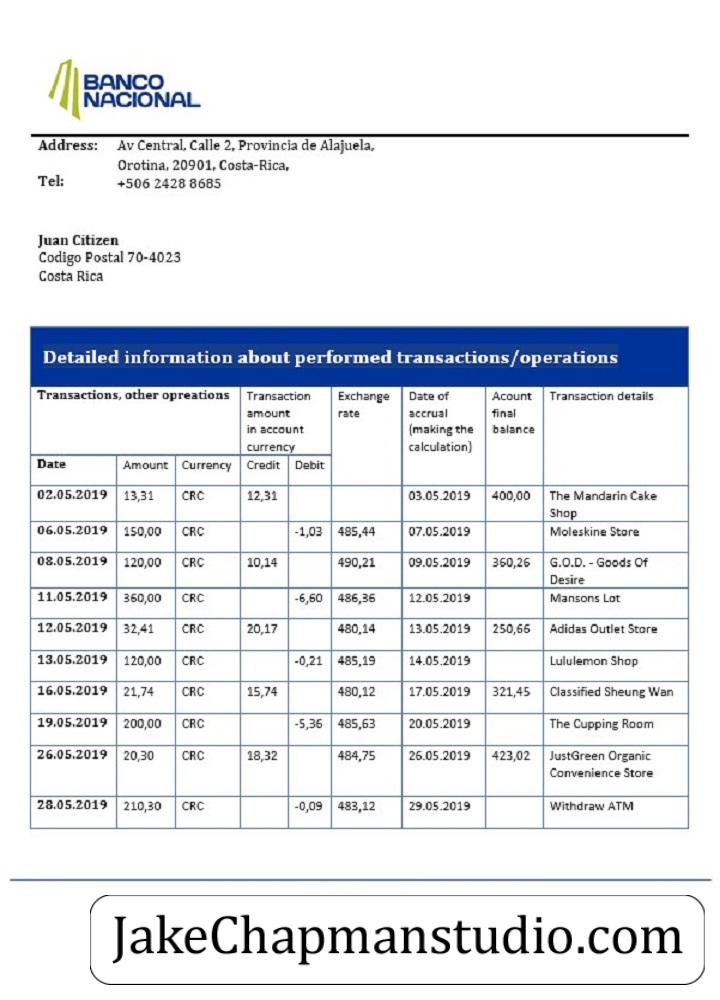 BANCO
NACIONAL
Address: Av Central, Calle 2, Provincia de Alajuela,
Orotina, 20901, Costa-Rica,
Tel: +506 2428 8685
Juan Citizen
Codigo Postal 70-4023
Costa Rica
Detailed information about performed transactions/operations
Transactions, other opreations Transaction Exchange Date of Acount Transaction details
amount rate accrual final
in account (making the balance
currency calculation)
Date Amount Currency Credit Debit
02.05.2019 13,31 CRC 12,31 03.05.2019 400,00 The Mandarin Cake
Shop
06.05.2019 150,00 CRC -1,03 485,44 07.05.2019 Moleskine Store
08.05.2019 120,00 CRC 10,14 490,21 09.05.2019 360,26 G.O.D. - Goods Of
Desire
11.05.2019 360,00 CRC -6,60 486,36 12.05.2019 Mansons Lot
12.05.2019 32,41 CRC 20,17 480,14 13.05.2019 250,66 Adidas Outlet Store
13.05.2019 120,00 CRC -0,21 485,19 14.05.2019 Lululemon Shop
16.05.2019 21,74 CRC 15,74 480,12 17.05.2019 321,45 Classified Sheung Wan
19.05.2019 200,00 CRC -5,36 485,63 20.05.2019 The Cupping Room
26.05.2019 20,30 CRC 18,32 484,75 26.05.2019 423,02 JustGreen Organic
Convenience Store
28.05.2019 210,30 CRC -0,09 483,12 29.05.2019 Withdraw ATM
JakeChapmanstudio.com